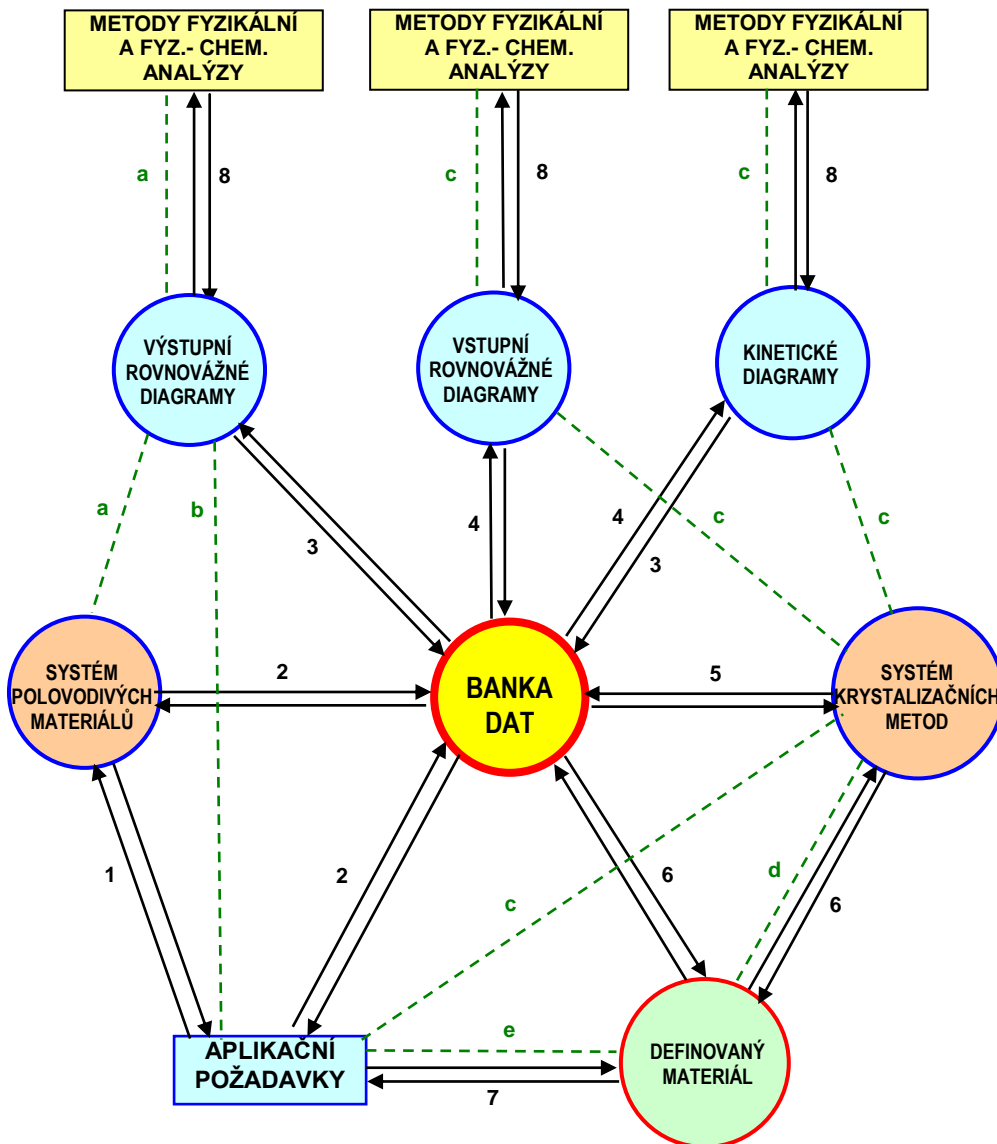 METODY FYZIKÁLNÍ
A FYZ.- CHEM.
ANALÝZY
METODY FYZIKÁLNÍ
A FYZ.- CHEM.
ANALÝZY
METODY FYZIKÁLNÍ
A FYZ.- CHEM.
ANALÝZY
a
8
c
8
c
8
VÝSTUPNÍ
ROVNOVÁŽNÉ
DIAGRAMY
VSTUPNÍ
ROVNOVÁŽNÉ
DIAGRAMY
KINETICKÉ
DIAGRAMY
a
b
3
4
4
3
c
c
SYSTÉM
POLOVODIVÝCH
MATERIÁLŮ
2
BANKA
DAT
5
SYSTÉM
KRYSTALIZAČNÍCH
METOD
1
2
c
6
d
6
APLIKAČNÍ
POŽADAVKY
e
7
DEFINOVANÝ
MATERIÁL